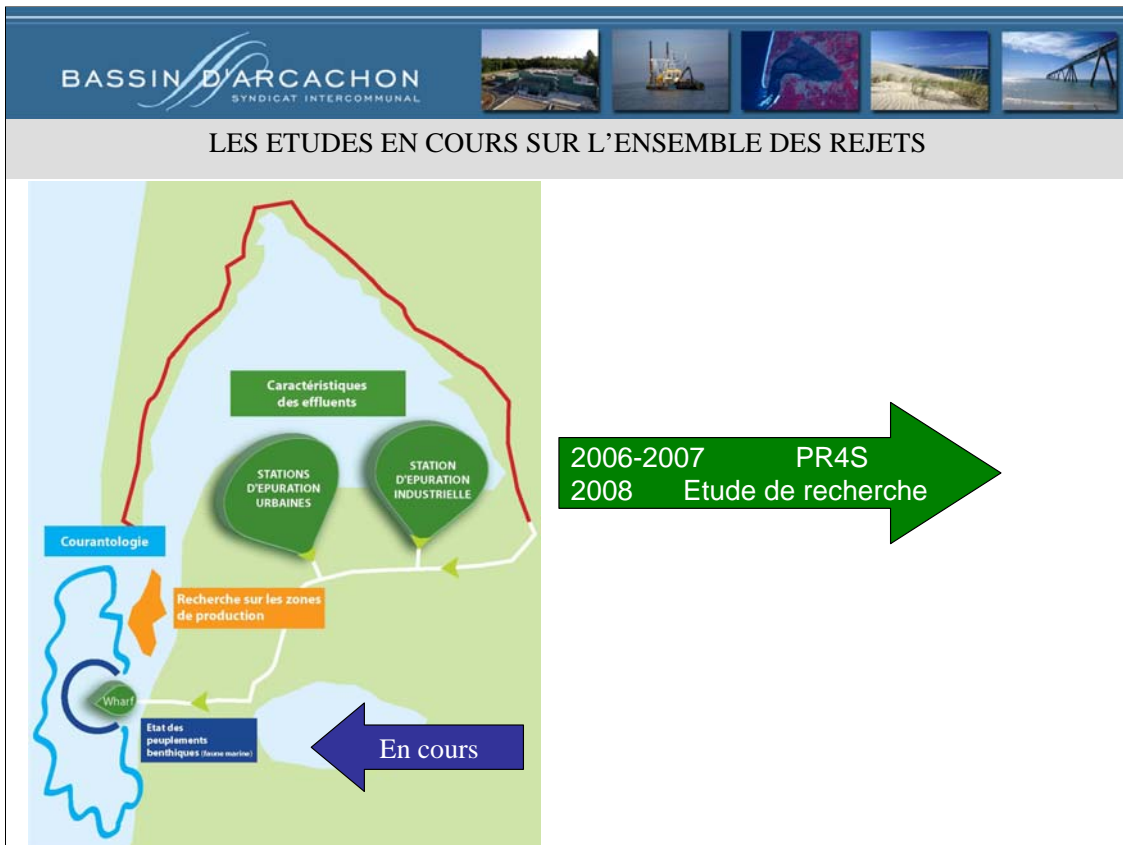 BASSIN D'ARCACHON
SYNDICAT INTERCOMMUNAL
LES ETUDES EN COURS SUR L'ENSEMBLE DES REJETS
Caractéristiques
des effluents
STATIONS
D'EPURATION
URBAINES
STATION
D'EPURATION
INDUSTRIELLE
2006-2007 PR4S
2008 Etude de recherche
Courantologie
Recherche sur les zones
de production
Wharf
Etat des
peuplements
benthiques (faune marine)
En cours